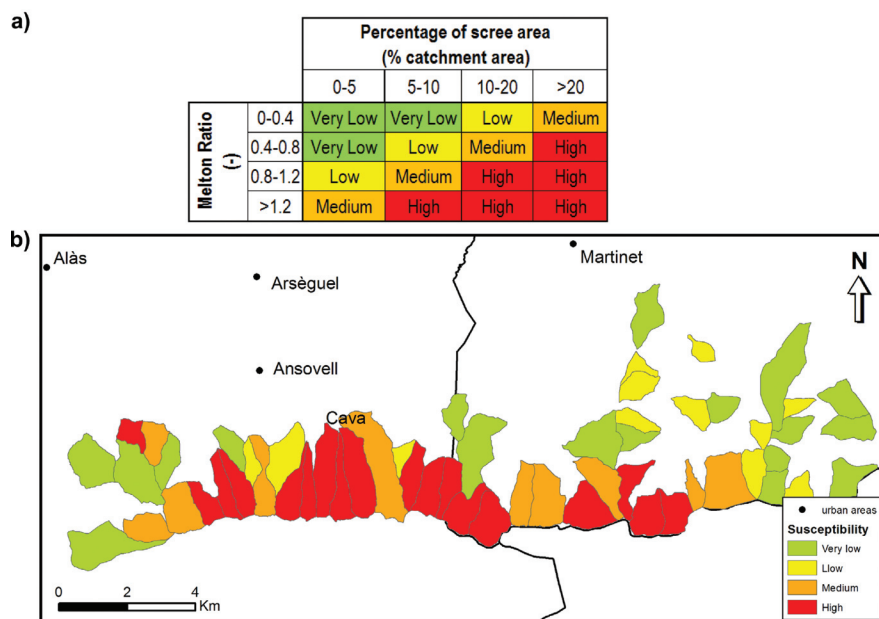 a)
Percentage of scree area
(% catchment area)
0-5 5-10 10-20 >20
Melton Ratio
(-)
0-0.4 Very Low Very Low Low Medium
0.4-0.8 Very Low Low Medium High
0.8-1.2 Low Medium High High
>1.2 Medium High High High
b)
Alàs
Arsèguel
Martinet
N
Ansovell
Cava
urban areas
Susceptibility
Very low
Llow
Medium
High
0 2 4
Km